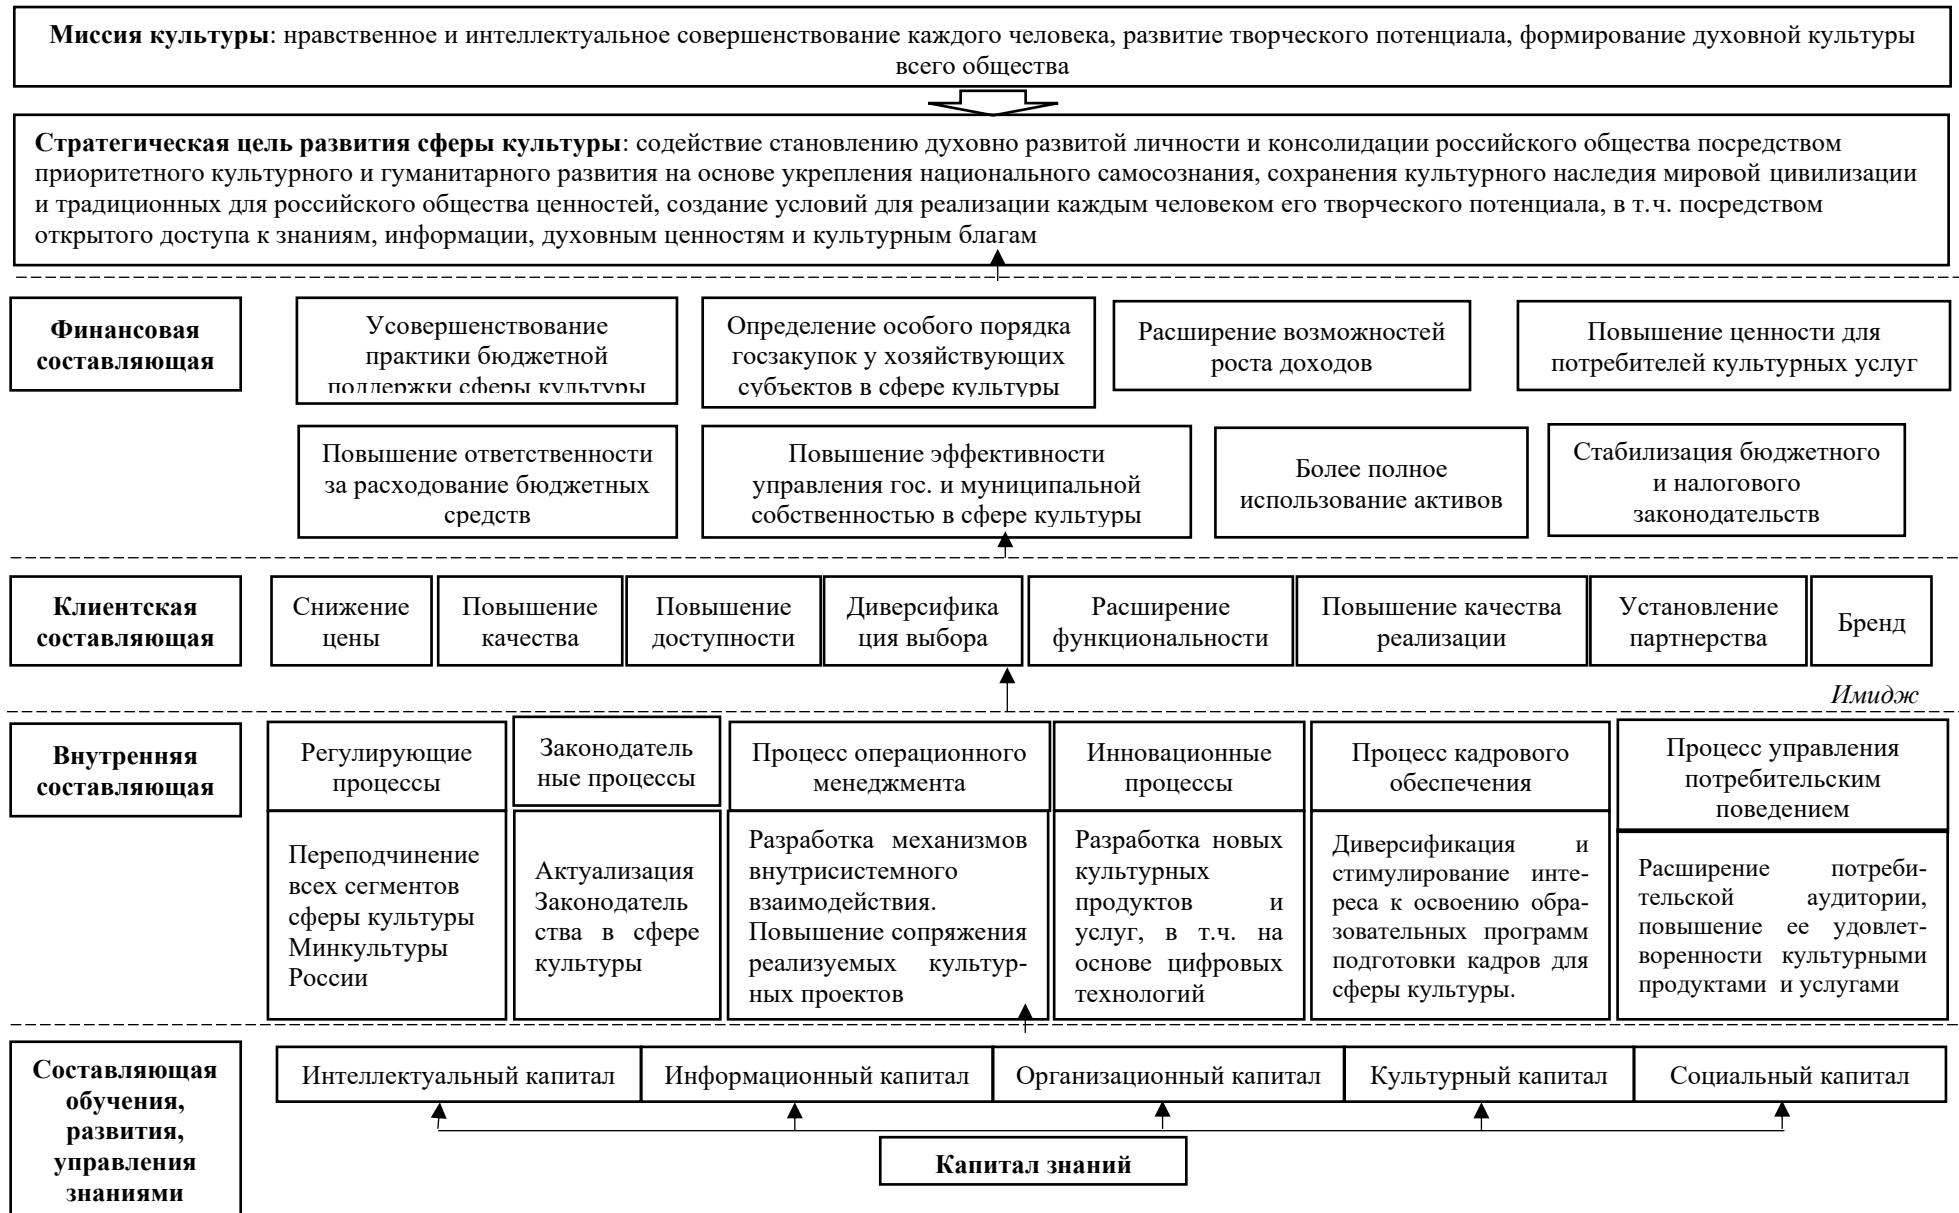 Миссия культуры: нравственное и интеллектуальное совершенствование каждого человека, развитие творческого потенциала, формирование духовной культуры
всего общества
Стратегическая цель развития сферы культуры: содействие становлению духовно развитой личности и консолидации российского общества посредством
приоритетного культурного и гуманитарного развития на основе укрепления национального самосознания, сохранения культурного наследия мировой цивилизации
и традиционных для российского общества ценностей, создание условий для реализации каждым человеком его творческого потенциала, в т.ч. посредством
открытого доступа к знаниям, информации, духовным ценностям и культурным благам
Финансовая
составляющая
Усовершенствование
практики бюджетной
поддержки сферы культуры
Определение особого порядка
госзакупок у хозяйствующих
субъектов в сфере культуры
Расширение возможностей
роста доходов
Повышение ценности для
потребителей культурных услуг
Повышение ответственности
за расходование бюджетных
средств
Повышение эффективности
управления гос. и муниципальной
собственностью в сфере культуры
Более полное
использование активов
Стабилизация бюджетного
и налогового
законодательств
Клиентская
составляющая
Снижение
цены
Повышение
качества
Повышение
доступности
Диверсифика
ция выбора
Расширение
функциональности
Повышение качества
реализации
Установление
партнерства
Бренд
Имидж
Внутренняя
составляющая
Регулирующие
процессы
Законодатель
ные процессы
Процесс операционного
менеджмента
Инновационные
процессы
Процесс кадрового
обеспечения
Процесс управления
потребительским
поведением
Переподчинение
всех сегментов
сферы культуры
Минкультуры
России
Актуализация
Законодатель
ства в сфере
культуры
Разработка механизмов
внутрисистемного
взаимодействия.
Повышение сопряжения
реализуемых культур-
ных проектов
Разработка новых
культурных
продуктов и
услуг, в т.ч. на
основе цифровых
технологий
Диверсификация и
стимулирование инте-
реса к освоению обра-
зовательных программ
подготовки кадров для
сферы культуры.
Расширение потреби-
тельской аудитории,
повышение ее удовлет-
воренности культурными
продуктами и услугами
Составляющая
обучения,
развития,
управления
знаниями
Интеллектуальный капитал
Информационный капитал
Организационный капитал
Культурный капитал
Социальный капитал
Капитал знаний